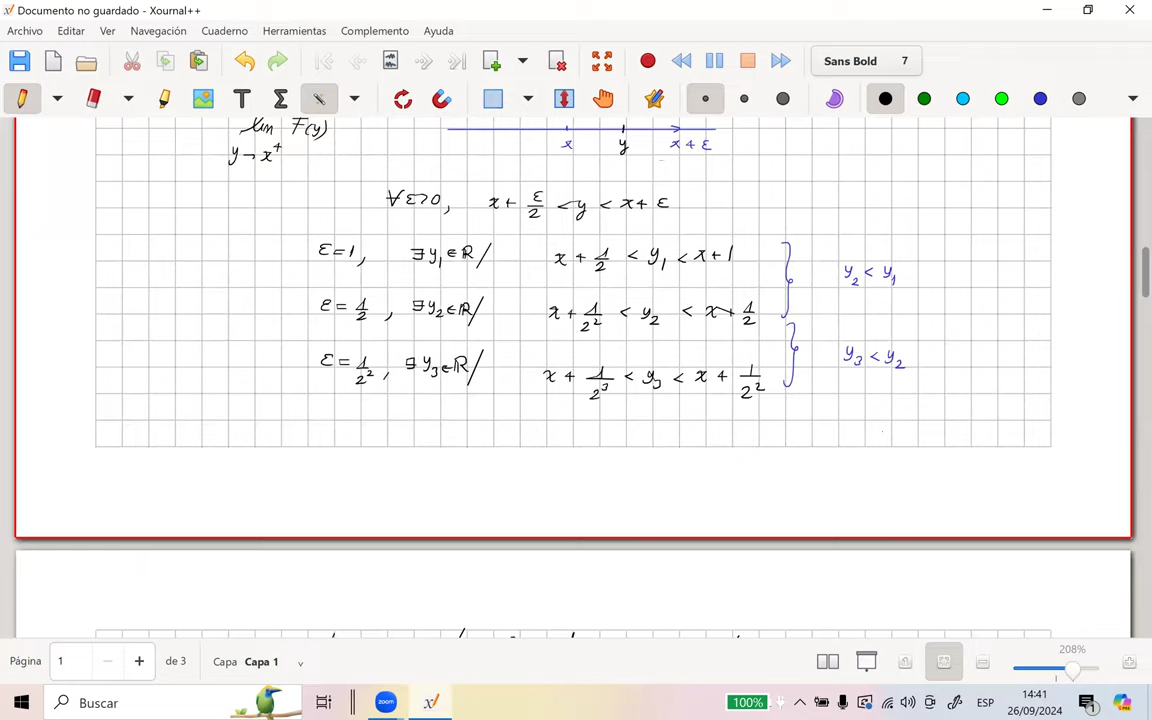 Documento no guardado - Xournal++
Archivo Editar Ver Navegación Cuaderno Herramientas Complemento Ayuda
Sans Bold 7
lim F(y)
y → x⁺
x y x + ε
∀ε>0, x + ε/2 < y < x + ε
ε=1, ∃y₁∈ℝ/ x + 1/2 < y₁ < x+1
y₂ < y₁
ε = 1/2, ∃y₂∈ℝ/ x + 1/2² < y₂ < x + 1/2
y₃ < y₂
ε = 1/2², ∃y₃∈ℝ/ x + 1/2³ < y₃ < x + 1/2²
Página 1 de 3 Capa Capa 1 208%
Buscar zoom 100% ESP 14:41
26/09/2024